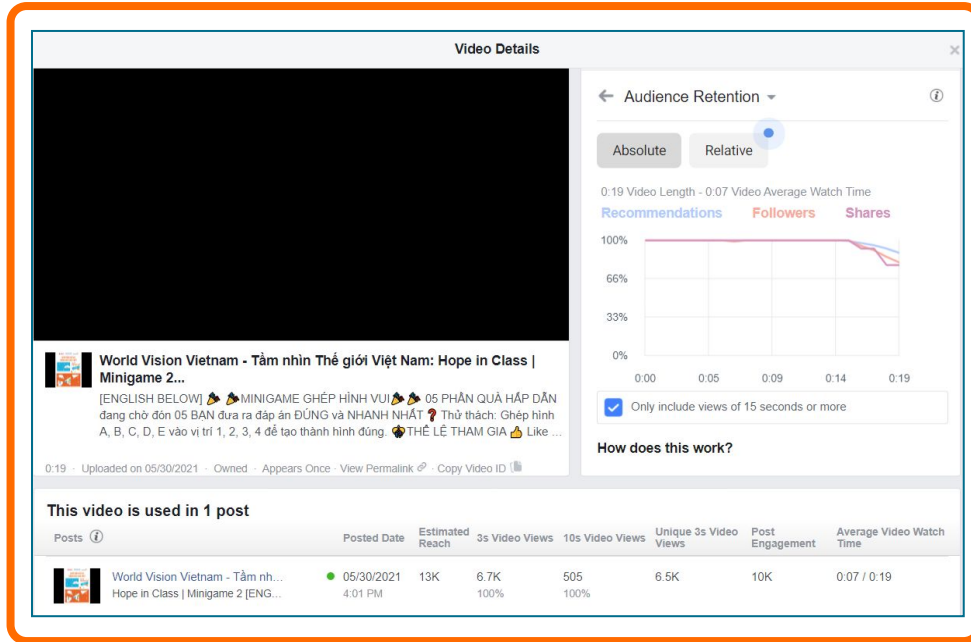 Video Details
Audience Retention
Absolute
Relative
0:19 Video Length - 0:07 Video Average Watch Time
Recommendations Followers Shares
100%
66%
33%
0%
0:00 0:05 0:09 0:14 0:19
Only include views of 15 seconds or more
How does this work?
World Vision Vietnam - Tầm nhìn Thế giới Việt Nam: Hope in Class |
Minigame 2...
[ENGLISH BELOW] 🎉 🎉MINIGAME GHÉP HÌNH VUI🎉🎉 05 PHẦN QUÀ HẤP DẪN
đang chờ đón 05 BẠN đưa ra đáp án ĐÚNG và NHANH NHẤT ❓ Thử thách: Ghép hình
A, B, C, D, E vào vị trí 1, 2, 3, 4 để tạo thành hình đúng. THỂ LỆ THAM GIA 👍 Like ...
0:19 · Uploaded on 05/30/2021 · Owned · Appears Once · View Permalink · Copy Video ID
This video is used in 1 post
Posts Posted Date Estimated Reach 3s Video Views 10s Video Views Unique 3s Video Views Post Engagement Average Video Watch Time
World Vision Vietnam - Tầm nh... 05/30/2021 13K 6.7K 505 6.5K 10K 0:07 / 0:19
Hope in Class | Minigame 2 [ENG... 4:01 PM 100% 100%